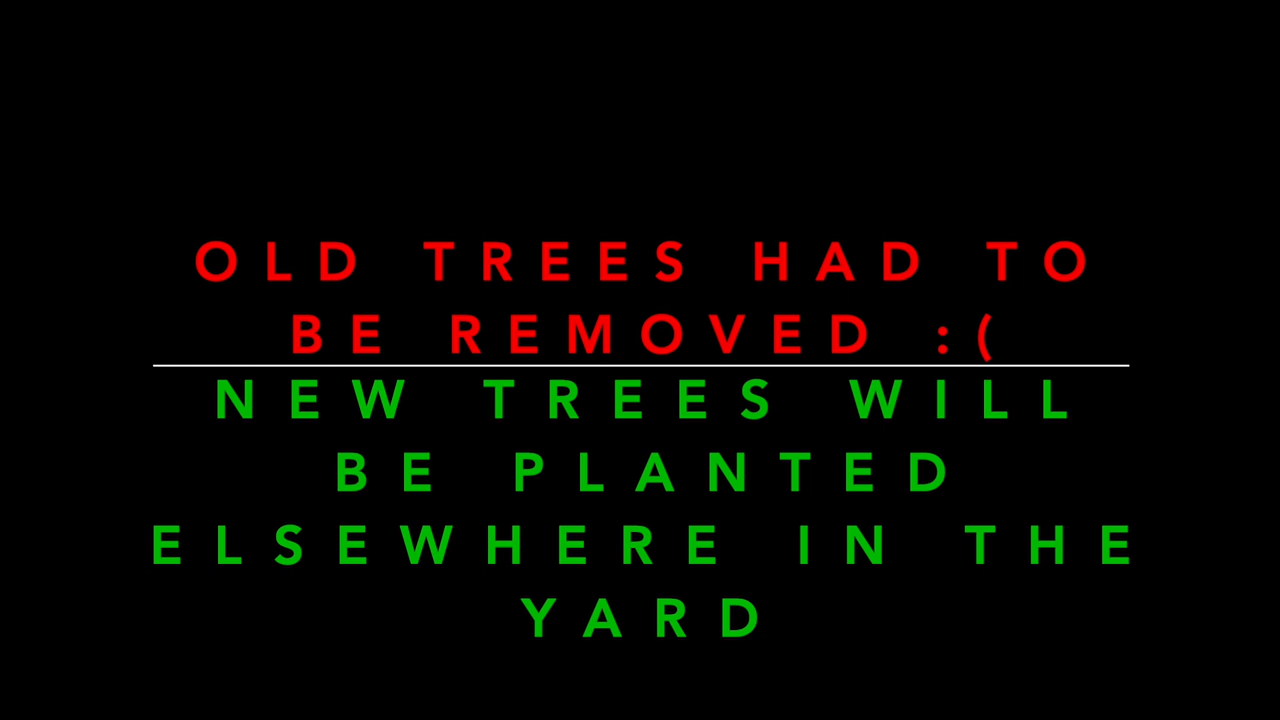 OLD TREES HAD TO
BE REMOVED :(
NEW TREES WILL
BE PLANTED
ELSEWHERE IN THE
YARD